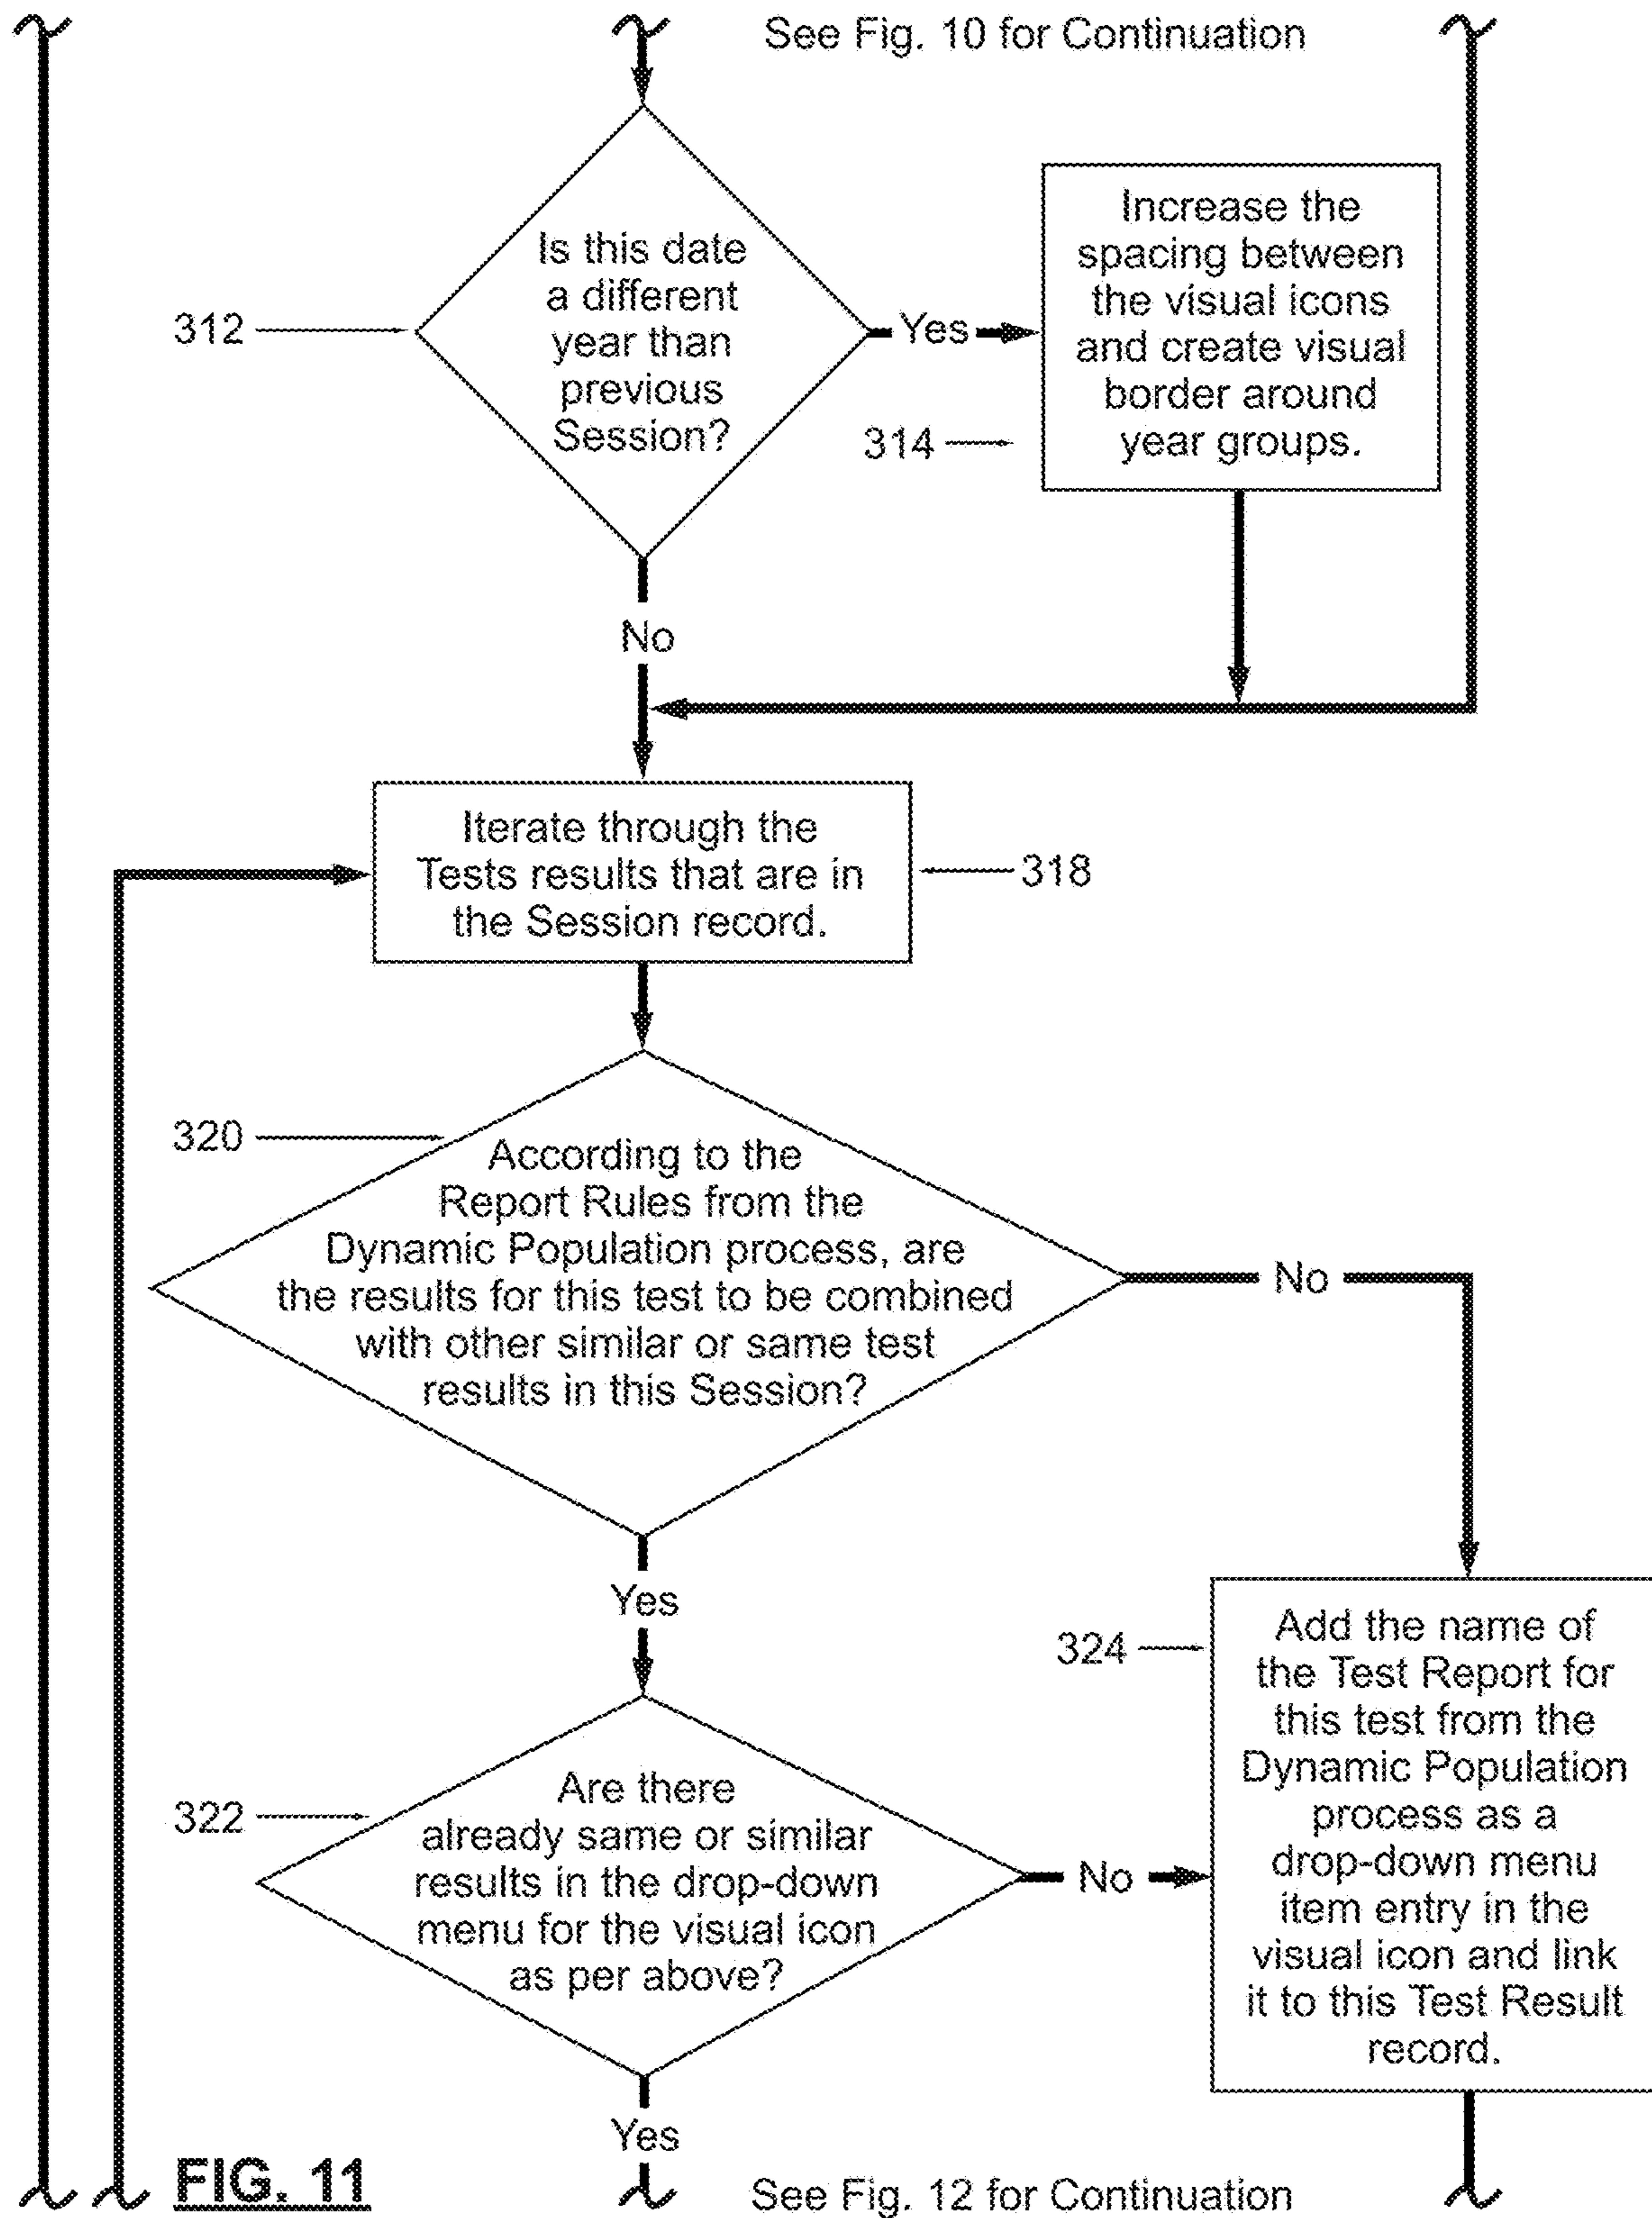 See Fig. 10 for Continuation
Is this date
a different
year than
previous
Session?
312
Yes
Increase the
spacing between
the visual icons
and create visual
border around
year groups.
314
No
Iterate through the
Tests results that are in
the Session record.
318
320
According to the
Report Rules from the
Dynamic Population process, are
the results for this test to be combined
with other similar or same test
results in this Session?
No
Yes
324
Add the name of
the Test Report for
this test from the
Dynamic Population
process as a
drop-down menu
item entry in the
visual icon and link
it to this Test Result
record.
322
Are there
already same or similar
results in the drop-down
menu for the visual icon
as per above?
No
Yes
FIG. 11
See Fig. 12 for Continuation